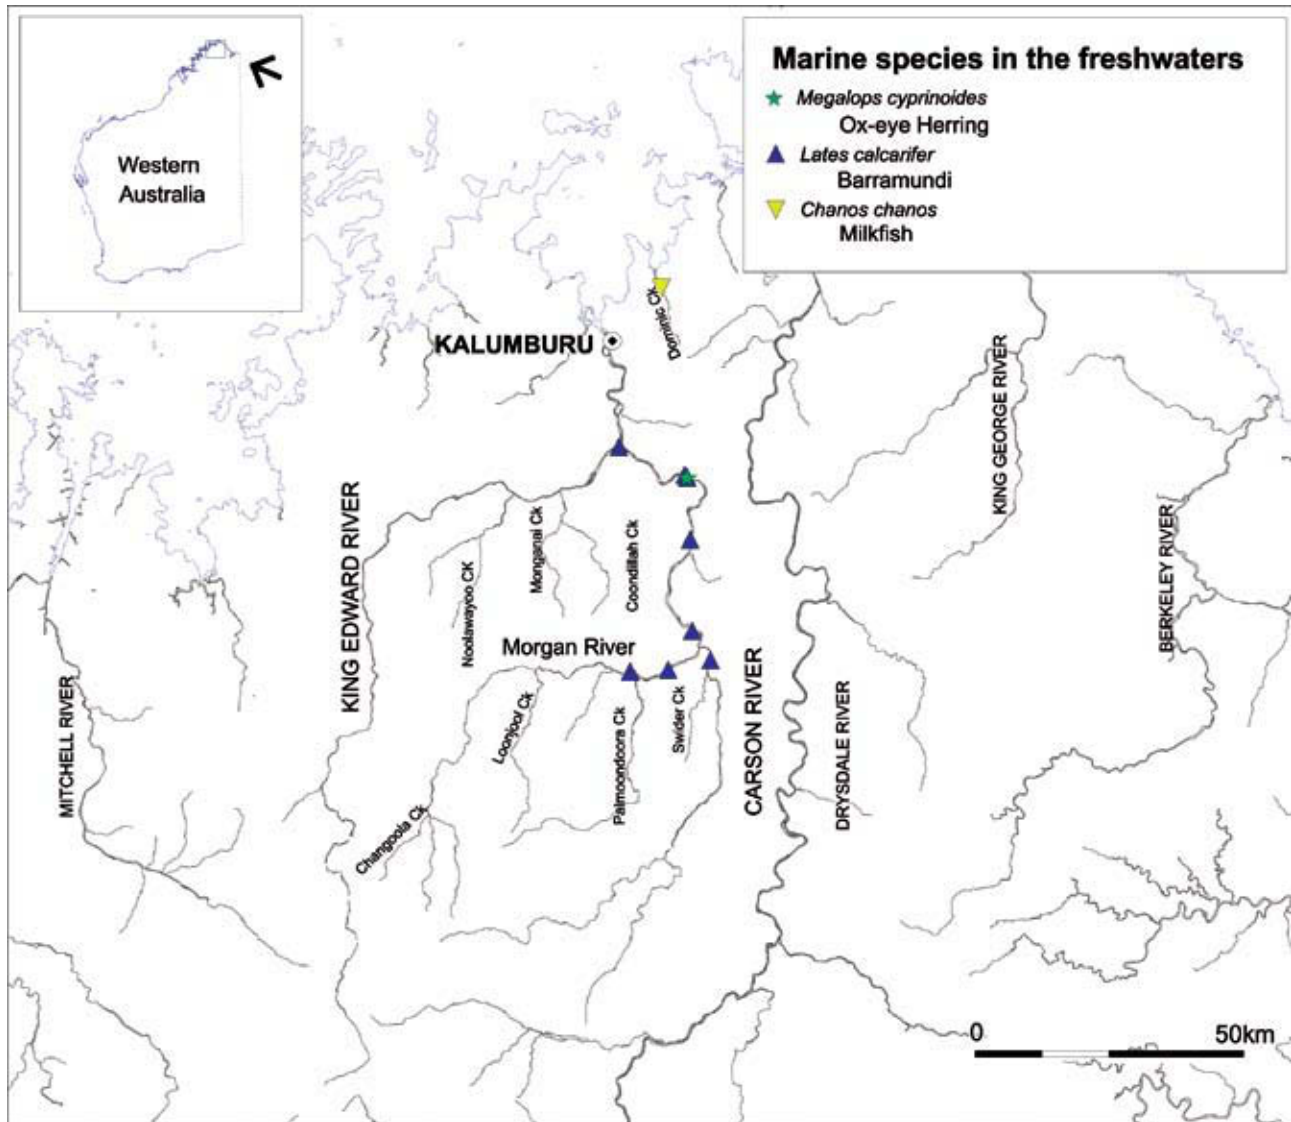 Western
Australia
Marine species in the freshwaters
Megalops cyprinoides
Ox-eye Herring
Lates calcarifer
Barramundi
Chanos chanos
Milkfish
Dominic Ck
KALUMBURU
KING GEORGE RIVER
KING EDWARD RIVER
Noolawayoo CK
Monganai Ck
Coondillah Ck
BERKELEY RIVER
Morgan River
MITCHELL RIVER
Loonjool Ck
Palmoondoora Ck
Swider Ck
CARSON RIVER
DRYSDALE RIVER
Changoola Ck
0 50km